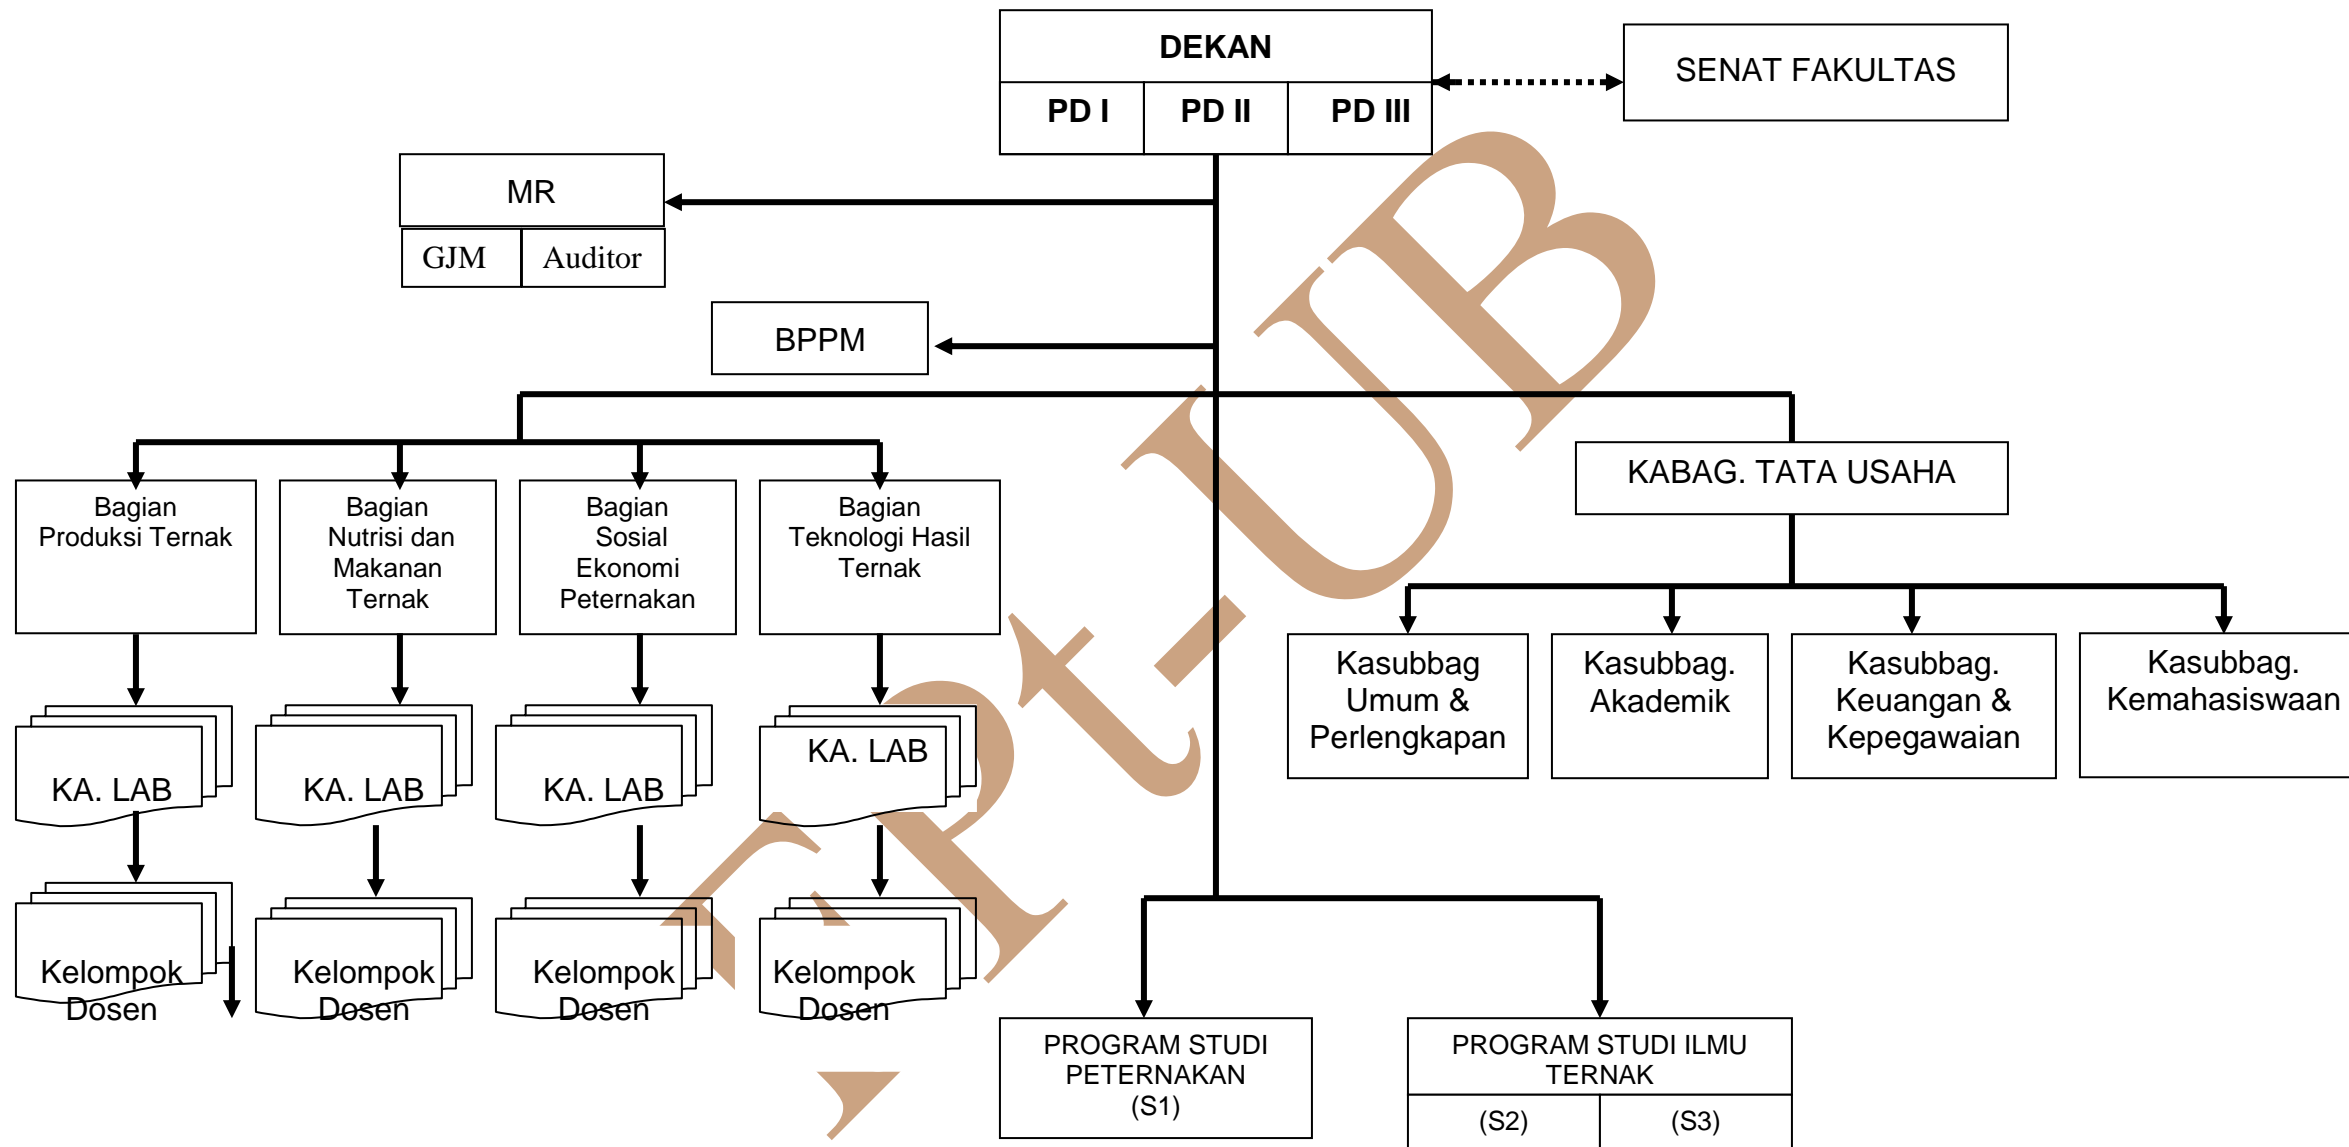 DEKAN
SENAT FAKULTAS
PD I
PD II
PD III
MR
GJM
Auditor
BPPM
KABAG. TATA USAHA
Bagian
Produksi Ternak
Bagian
Nutrisi dan
Makanan
Ternak
Bagian
Sosial
Ekonomi
Peternakan
Bagian
Teknologi Hasil
Ternak
Kasubbag
Umum &
Perlengkapan
Kasubbag.
Akademik
Kasubbag.
Keuangan &
Kepegawaian
Kasubbag.
Kemahasiswaan
KA. LAB
KA. LAB
KA. LAB
KA. LAB
Kelompok
Dosen
Kelompok
Dosen
Kelompok
Dosen
Kelompok
Dosen
PROGRAM STUDI
PETERNAKAN
(S1)
PROGRAM STUDI ILMU
TERNAK
(S2)
(S3)
Pt-UB